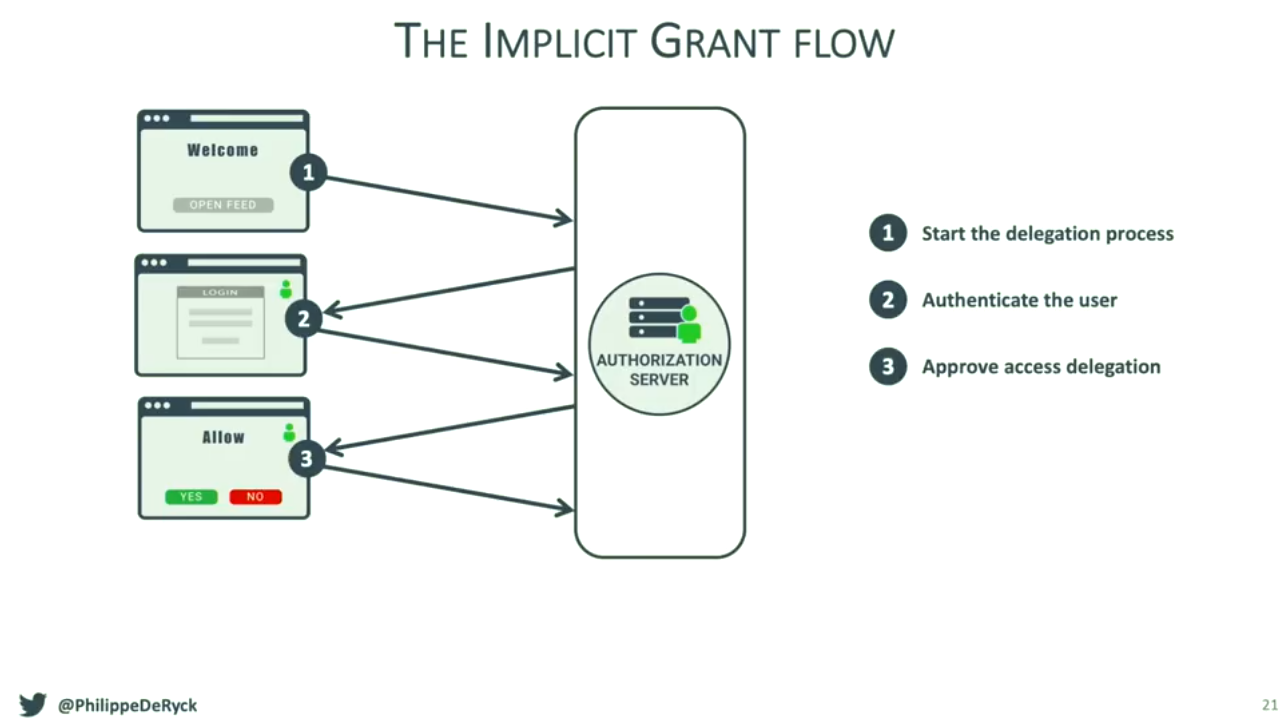 THE IMPLICIT GRANT FLOW
Welcome
OPEN FEED
1
LOGIN
2
Allow
YES
NO
3
AUTHORIZATION
SERVER
1 Start the delegation process
2 Authenticate the user
3 Approve access delegation
@PhilippeDeRyck
21